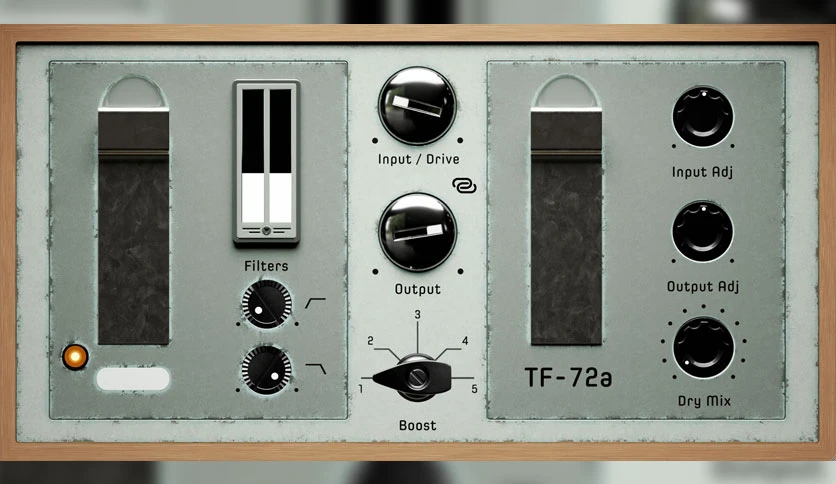 Input / Drive
Input Adj
Filters
Output
Output Adj
3
2
4
1
5
TF-72a
Dry Mix
Boost